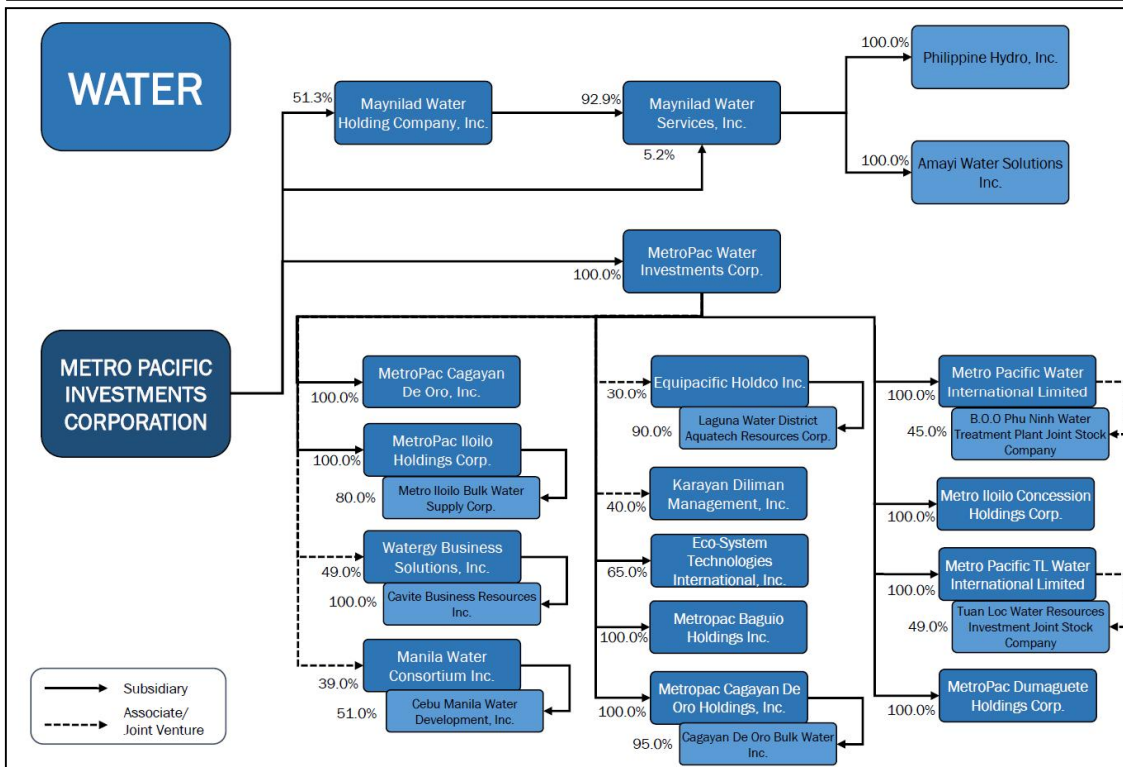 WATER
51.3%
Maynilad Water
Holding Company, Inc.
92.9%
Maynilad Water
Services, Inc.
5.2%
100.0%
Philippine Hydro, Inc.
100.0%
Amayi Water Solutions
Inc.
MetroPac Water
Investments Corp.
100.0%
METRO PACIFIC
INVESTMENTS
CORPORATION
MetroPac Cagayan
De Oro, Inc.
100.0%
MetroPac Iloilo
Holdings Corp.
100.0%
Metro Iloilo Bulk Water
Supply Corp.
80.0%
Watergy Business
Solutions, Inc.
49.0%
Cavite Business Resources
Inc.
100.0%
Manila Water
Consortium Inc.
39.0%
Cebu Manila Water
Development, Inc.
51.0%
Equipacific Holdco Inc.
30.0%
Laguna Water District
Aquatech Resources Corp.
90.0%
Karayan Diliman
Management, Inc.
40.0%
Eco-System
Technologies
International, Inc.
65.0%
Metropac Baguio
Holdings Inc.
100.0%
Metropac Cagayan De
Oro Holdings, Inc.
100.0%
Cagayan De Oro Bulk Water
Inc.
95.0%
Metro Pacific Water
International Limited
100.0%
B.O.O Phu Ninh Water
Treatment Plant Joint Stock
Company
45.0%
Metro Iloilo Concession
Holdings Corp.
100.0%
Metro Pacific TL Water
International Limited
100.0%
Tuan Loc Water Resources
Investment Joint Stock
Company
49.0%
MetroPac Dumaguete
Holdings Corp.
100.0%
Subsidiary
Associate/
Joint Venture